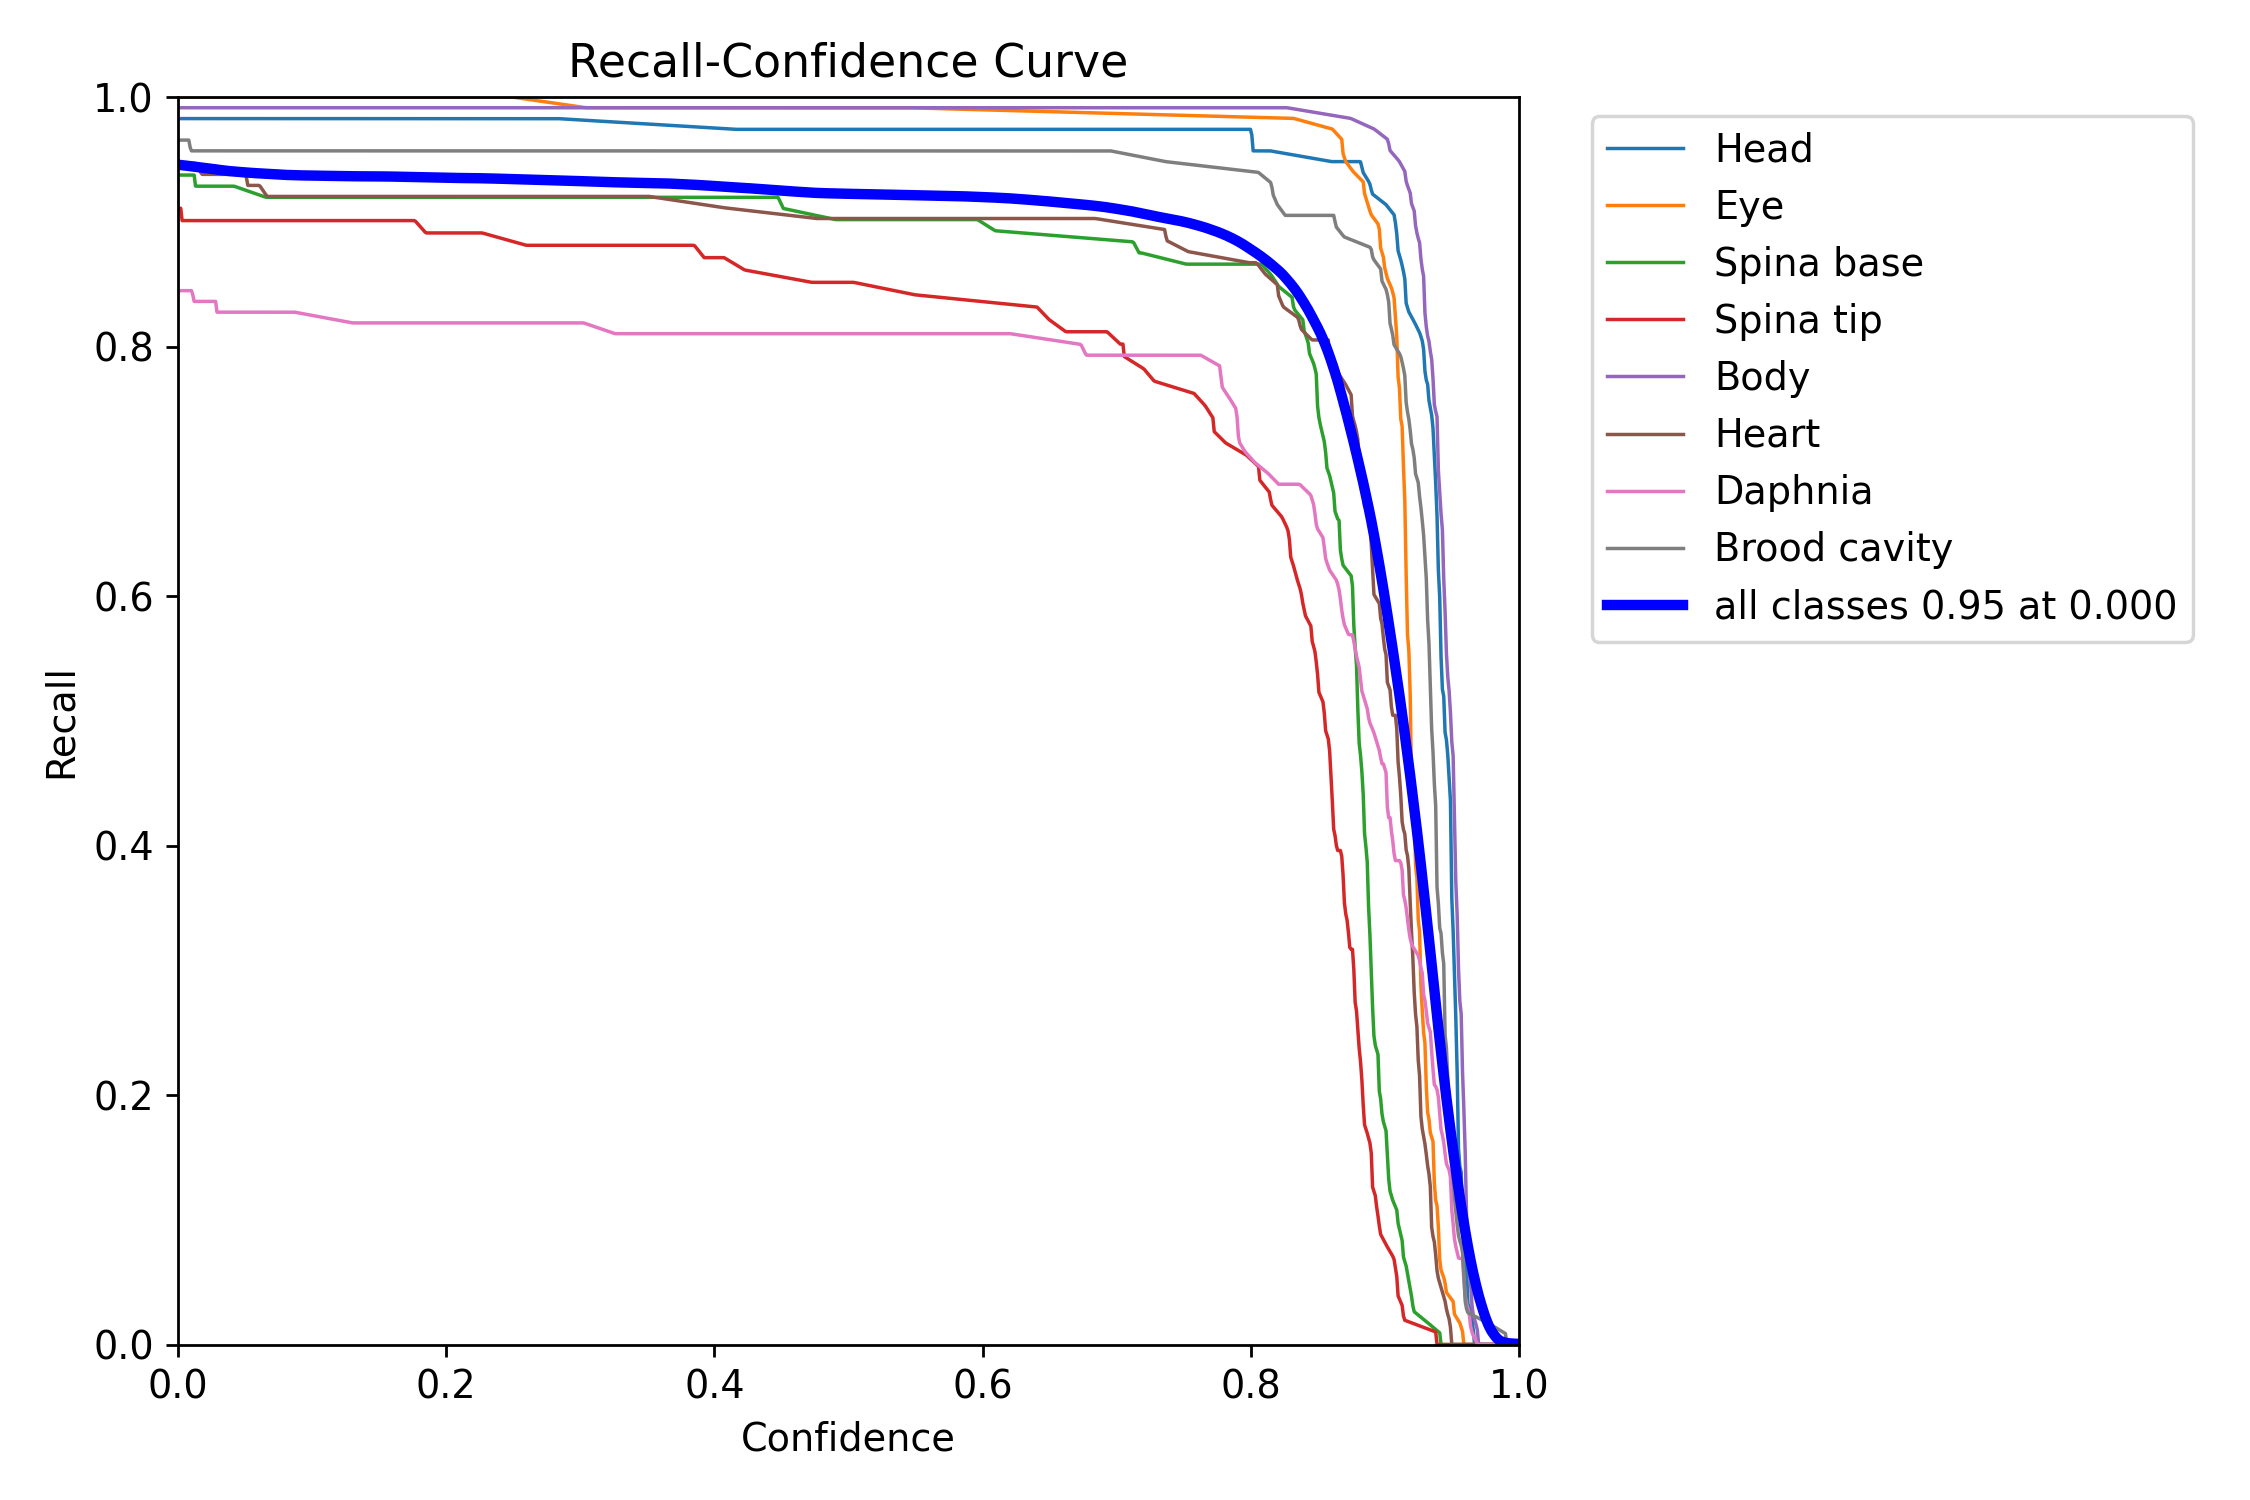 Recall-Confidence Curve
1.0
0.8
0.6
0.4
0.2
0.0
Recall
0.0 0.2 0.4 0.6 0.8 1.0
Confidence
Head
Eye
Spina base
Spina tip
Body
Heart
Daphnia
Brood cavity
all classes 0.95 at 0.000